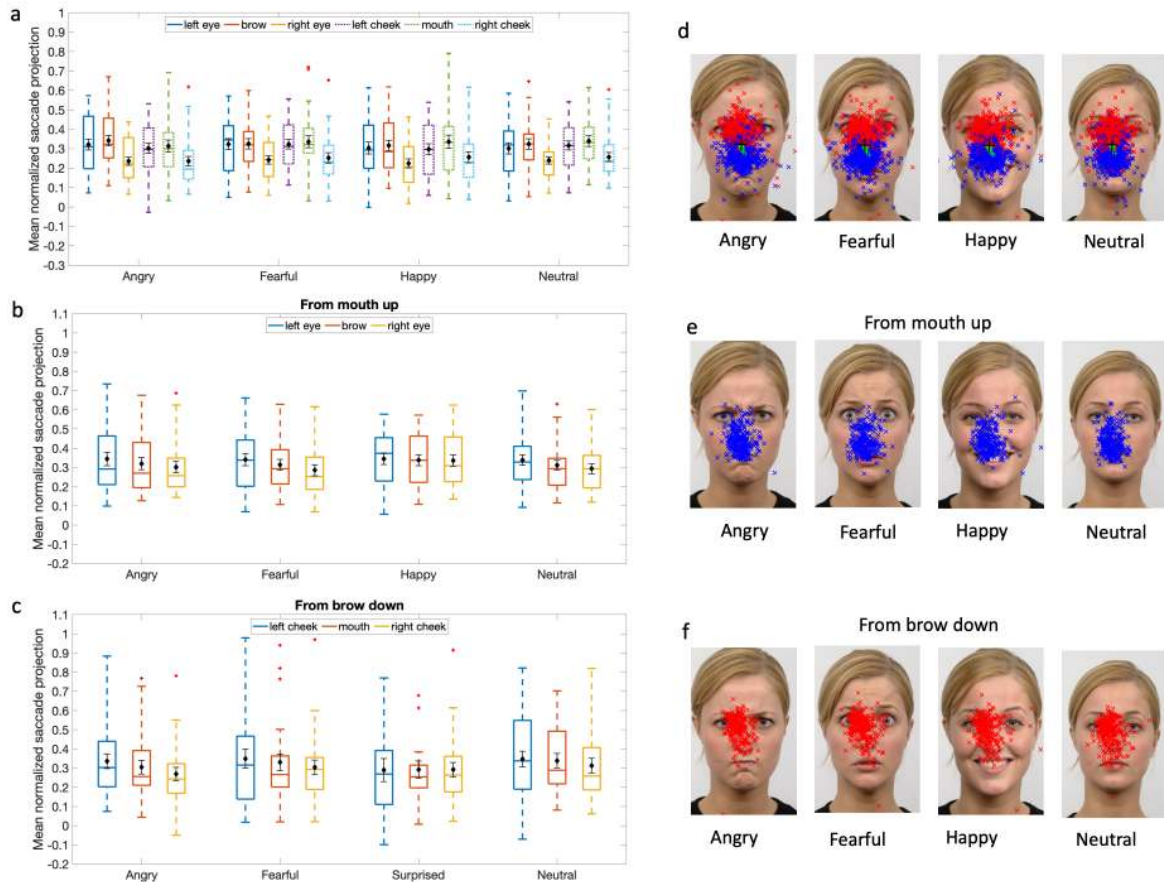 a
left eye brow right eye left cheek mouth right cheek
Mean normalized saccade projection
1
0.9
0.8
0.7
0.6
0.5
0.4
0.3
0.2
0.1
0
-0.1
-0.2
-0.3
Angry Fearful Happy Neutral
b
From mouth up
left eye brow right eye
Mean normalized saccade projection
1.1
1
0.9
0.8
0.7
0.6
0.5
0.4
0.3
0.2
0.1
0
-0.1
-0.2
Angry Fearful Happy Neutral
c
From brow down
left cheek mouth right cheek
Mean normalized saccade projection
1.1
1
0.9
0.8
0.7
0.6
0.5
0.4
0.3
0.2
0.1
0
-0.1
-0.2
Angry Fearful Surprised Neutral
d
Angry Fearful Happy Neutral
e
From mouth up
Angry Fearful Happy Neutral
f
From brow down
Angry Fearful Happy Neutral